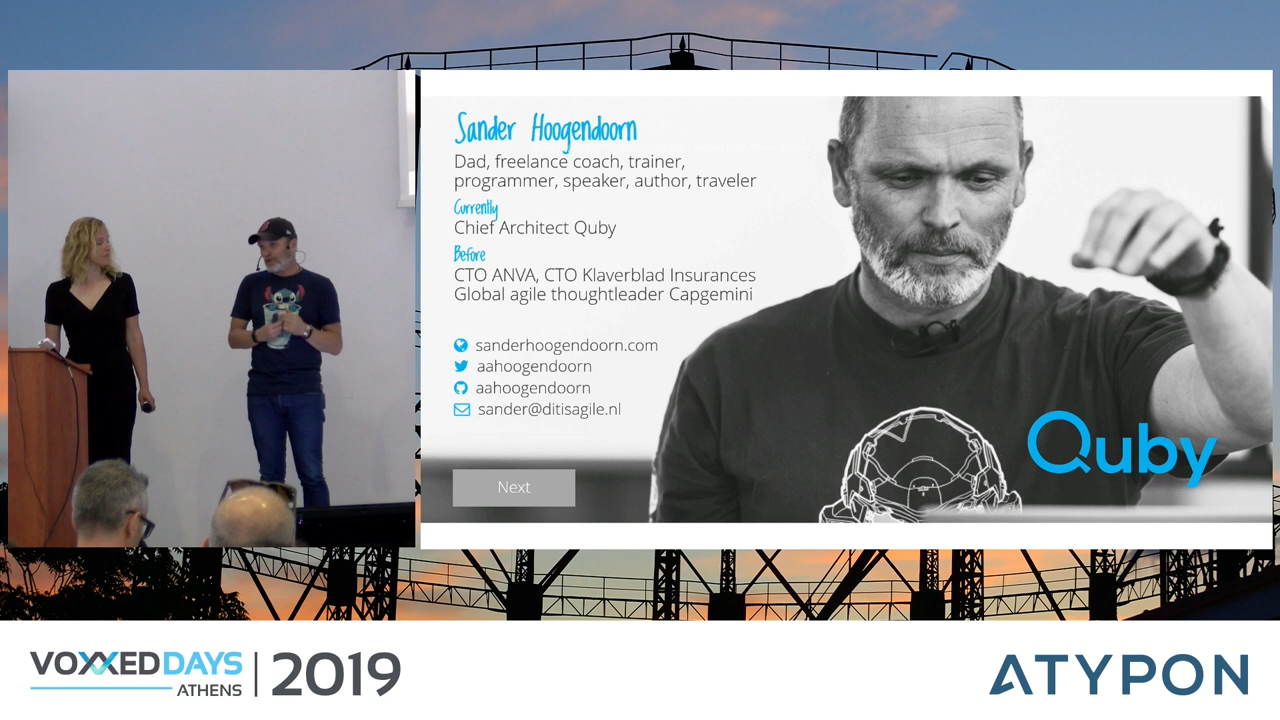 Sander Hoogendoorn
Dad, freelance coach, trainer,
programmer, speaker, author, traveler
Currently
Chief Architect Quby
Before
CTO ANVA, CTO Klaverblad Insurances
Global agile thoughtleader Capgemini
sanderhoogendoorn.com
aahoogendoorn
aahoogendoorn
sander@ditisagile.nl
Next
Quby
VOXXED DAYS
ATHENS
2019
ATYPON